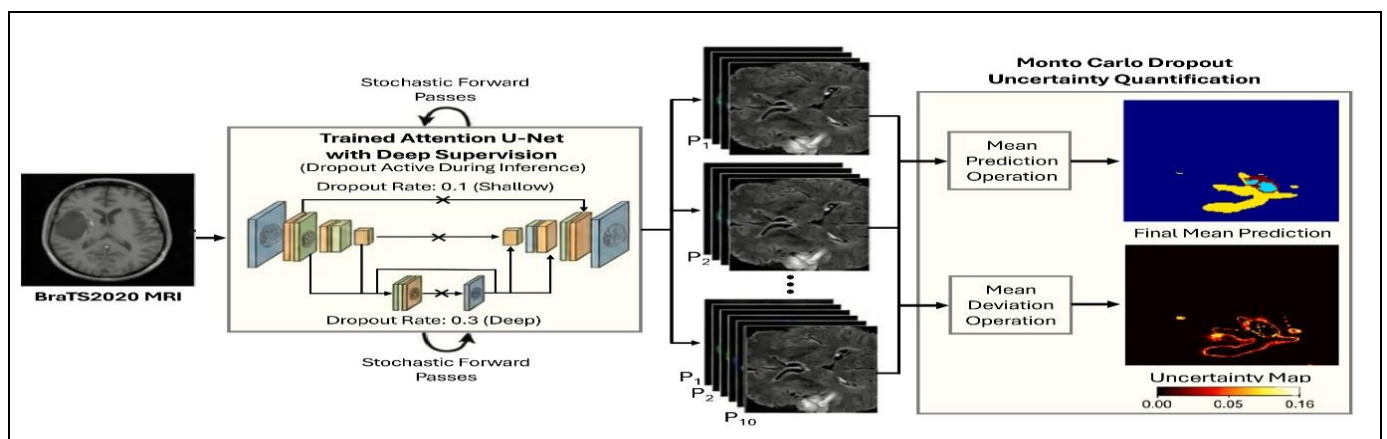 Stochastic Forward
Passes
Trained Attention U-Net
with Deep Supervision
(Dropout Active During Inference)
Dropout Rate: 0.1 (Shallow)
Dropout Rate: 0.3 (Deep)
Stochastic Forward
Passes
BraTS2020 MRI
P1
P2
P1
P2
P10
Monto Carlo Dropout
Uncertainty Quantification
Mean
Prediction
Operation
Final Mean Prediction
Mean
Deviation
Operation
Uncertainty Map
0.00 0.05 0.16